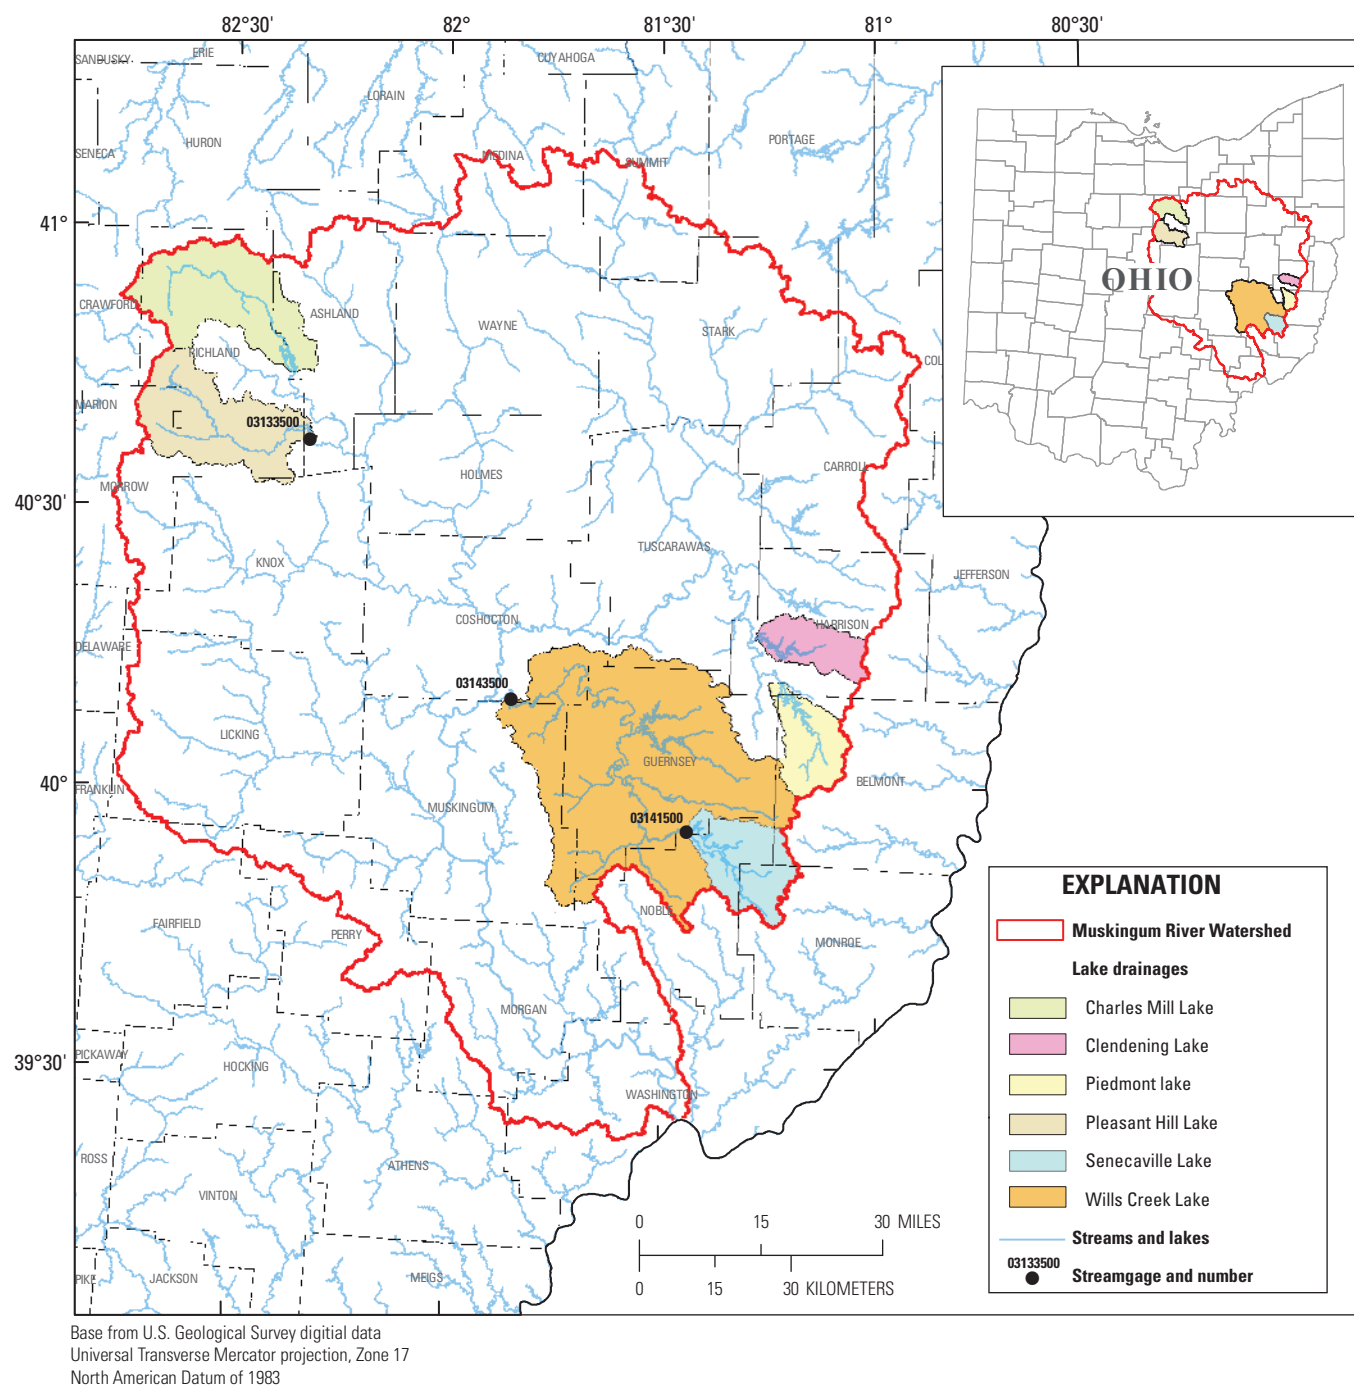 82°30' 82° 81°30' 81° 80°30'
SANDUSKY ERIE CUYAHOGA
LORAIN
HURON PORTAGE
SENECA MEDINA SUMMIT
41°
CRAWFORD ASHLAND WAYNE STARK
RICHLAND COL
MARION
03133500
CARROLL
HOLMES
MORROW
40°30'
TUSCARAWAS
KNOX JEFFERSON
COSHOCTON HARRISON
DELAWARE
03143500
LICKING
GUERNSEY
40° BELMONT
FRANKLIN
MUSKINGUM 03141500
NOBLE
FAIRFIELD PERRY MONROE
MORGAN
PICKAWAY
39°30' HOCKING
WASHINGTON
ROSS ATHENS
VINTON
PIKE JACKSON MEIGS
OHIO
EXPLANATION
Muskingum River Watershed
Lake drainages
Charles Mill Lake
Clendening Lake
Piedmont lake
Pleasant Hill Lake
Senecaville Lake
Wills Creek Lake
Streams and lakes
03133500
Streamgage and number
0 15 30 MILES
0 15 30 KILOMETERS
Base from U.S. Geological Survey digitial data
Universal Transverse Mercator projection, Zone 17
North American Datum of 1983